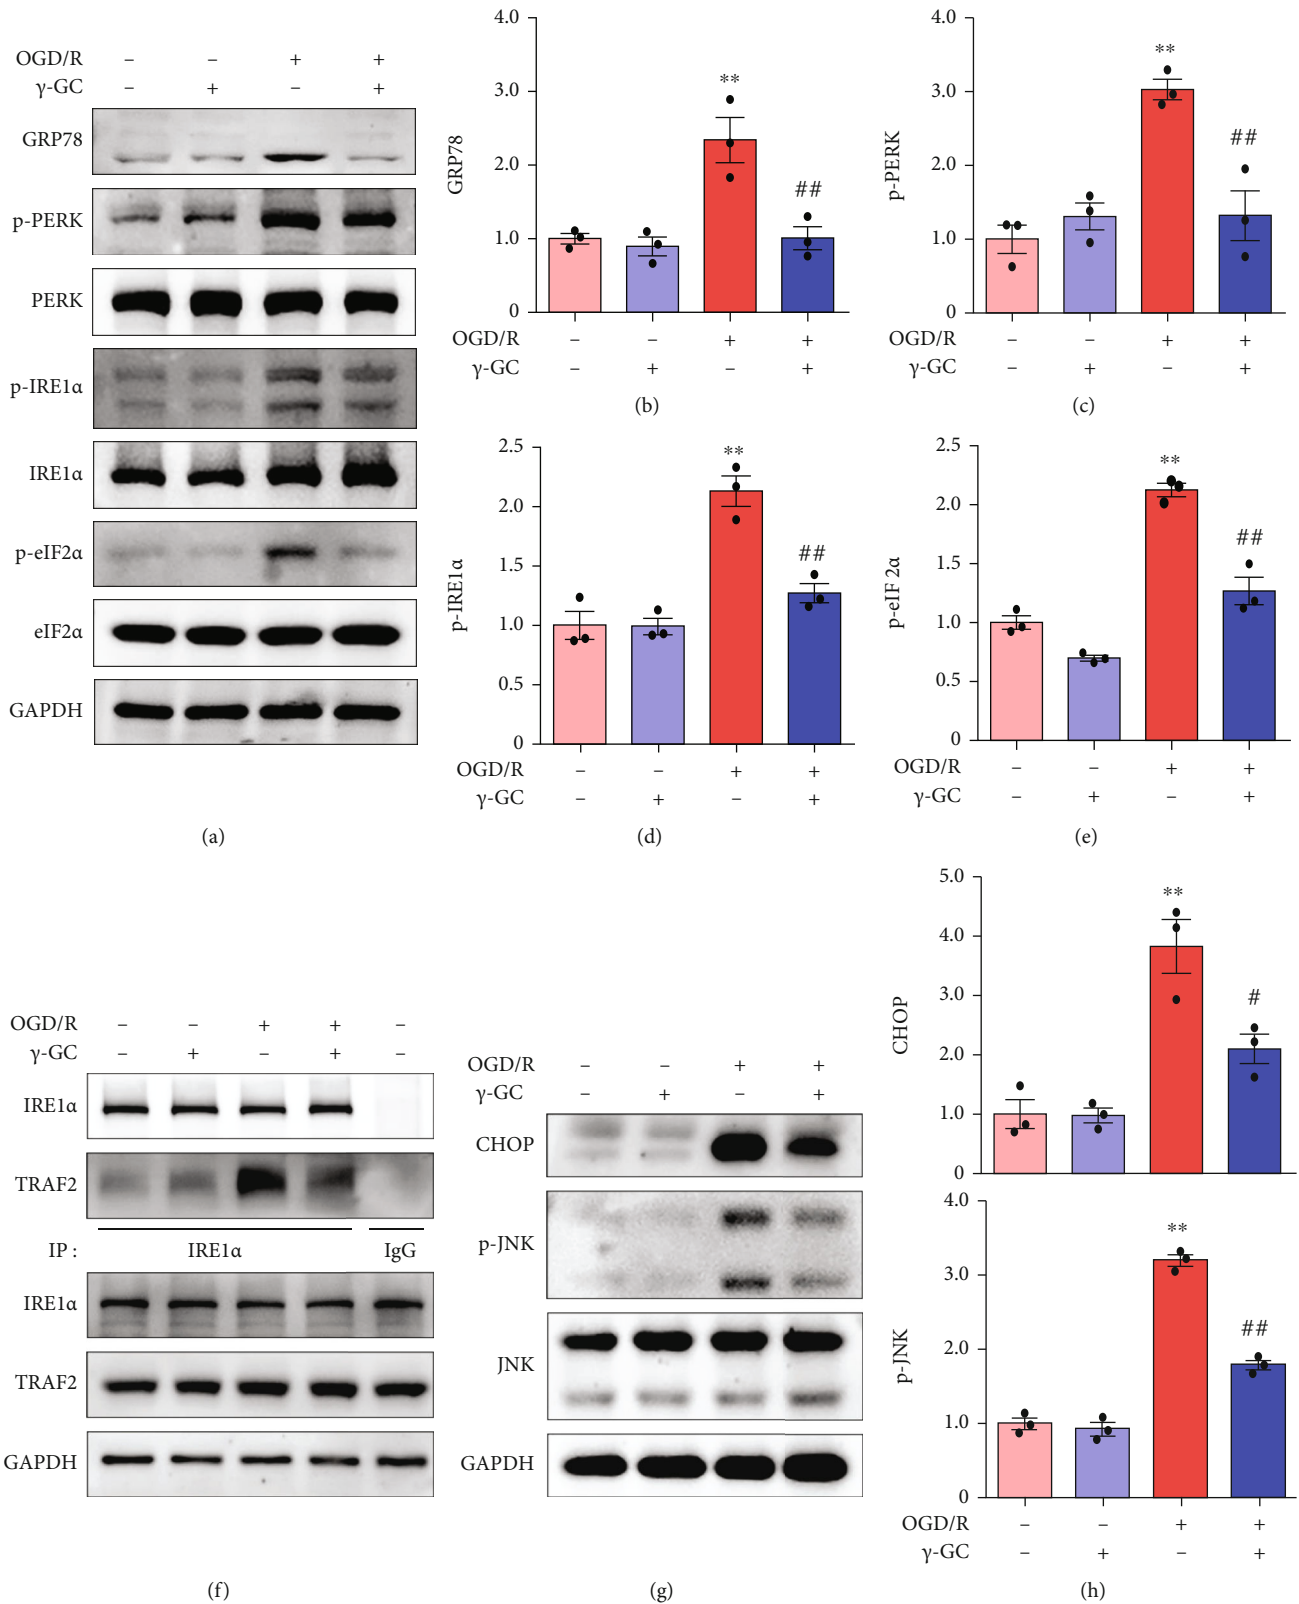 OGD/R – – + +
γ-GC – + – +
GRP78
p-PERK
PERK
p-IRE1α
IRE1α
p-eIF2α
eIF2α
GAPDH
(a)
4.0
3.0
2.0
1.0
0
GRP78
**
##
OGD/R – – + +
γ-GC – + – +
(b)
4.0
3.0
2.0
1.0
0
p-PERK
**
##
OGD/R – – + +
γ-GC – + – +
(c)
2.5
2.0
1.5
1.0
0.5
0
p-IRE1α
**
##
OGD/R – – + +
γ-GC – + – +
(d)
2.5
2.0
1.5
1.0
0.5
0
p-eIF 2α
**
##
OGD/R – – + +
γ-GC – + – +
(e)
OGD/R – – + + –
γ-GC – + – + –
IRE1α
TRAF2
IP : IRE1α IgG
IRE1α
TRAF2
GAPDH
(f)
OGD/R – – + +
γ-GC – + – +
CHOP
p-JNK
JNK
GAPDH
(g)
5.0
4.0
3.0
2.0
1.0
0
CHOP
**
#
4.0
3.0
2.0
1.0
0
p-JNK
**
##
OGD/R – – + +
γ-GC – + – +
(h)